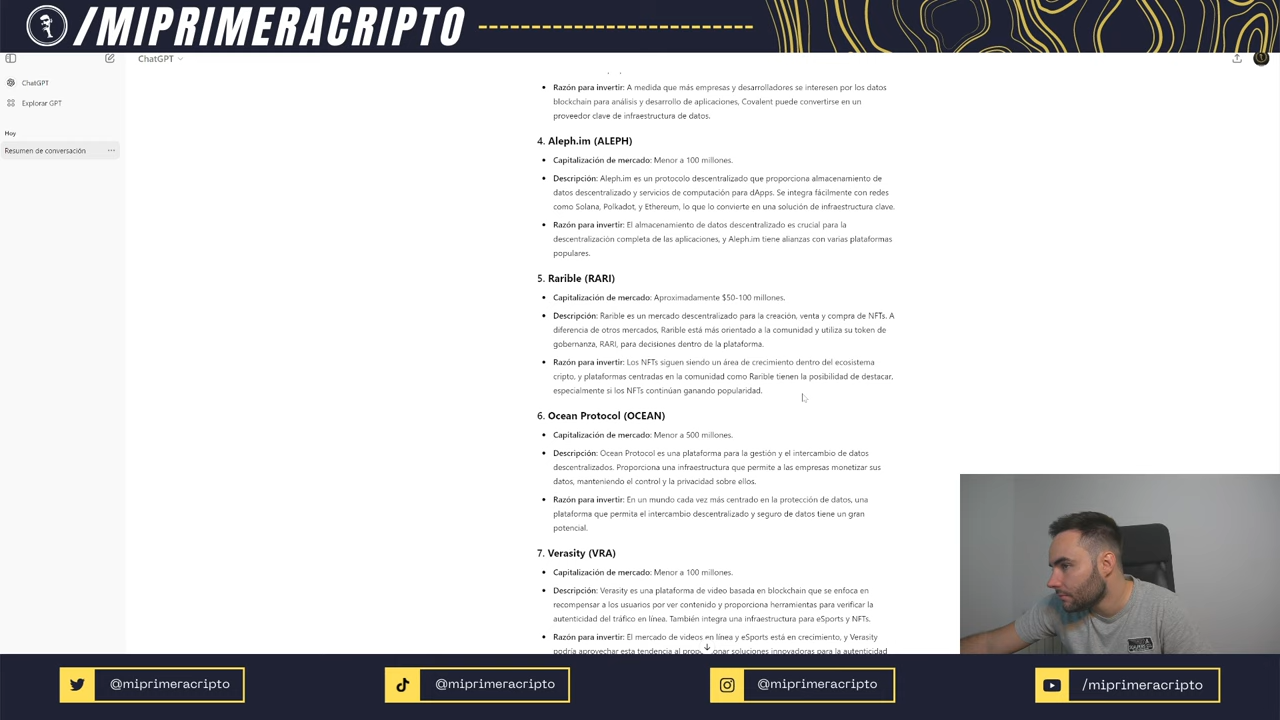 /MIPRIMERACRIPTO
ChatGPT
ChatGPT
Explorar GPT
Hoy
Resumen de conversación
Razón para invertir: A medida que más empresas y desarrolladores se interesen por los datos
blockchain para análisis y desarrollo de aplicaciones, Covalent puede convertirse en un
proveedor clave de infraestructura de datos.
4. Aleph.im (ALEPH)
Capitalización de mercado: Menor a 100 millones.
Descripción: Aleph.im es un protocolo descentralizado que proporciona almacenamiento de
datos descentralizado y servicios de computación para dApps. Se integra fácilmente con redes
como Solana, Polkadot, y Ethereum, lo que lo convierte en una solución de infraestructura clave.
Razón para invertir: El almacenamiento de datos descentralizado es crucial para la
descentralización completa de las aplicaciones, y Aleph.im tiene alianzas con varias plataformas
populares.
5. Rarible (RARI)
Capitalización de mercado: Aproximadamente $50-100 millones.
Descripción: Rarible es un mercado descentralizado para la creación, venta y compra de NFTs. A
diferencia de otros mercados, Rarible está más orientado a la comunidad y utiliza su token de
gobernanza, RARI, para decisiones dentro de la plataforma.
Razón para invertir: Los NFTs siguen siendo un área de crecimiento dentro del ecosistema
cripto, y plataformas centradas en la comunidad como Rarible tienen la posibilidad de destacar,
especialmente si los NFTs continúan ganando popularidad.
6. Ocean Protocol (OCEAN)
Capitalización de mercado: Menor a 500 millones.
Descripción: Ocean Protocol es una plataforma para la gestión y el intercambio de datos
descentralizados. Proporciona una infraestructura que permite a las empresas monetizar sus
datos, manteniendo el control y la privacidad sobre ellos.
Razón para invertir: En un mundo cada vez más centrado en la protección de datos, una
plataforma que permita el intercambio descentralizado y seguro de datos tiene un gran
potencial.
7. Verasity (VRA)
Capitalización de mercado: Menor a 100 millones.
Descripción: Verasity es una plataforma de video basada en blockchain que se enfoca en
recompensar a los usuarios por ver contenido y proporciona herramientas para verificar la
autenticidad del tráfico en línea. También integra una infraestructura para eSports y NFTs.
Razón para invertir: El mercado de videos en línea y eSports está en crecimiento, y Verasity
podría aprovechar esta tendencia al soluciones innovadoras para la autenticidad
@miprimeracripto
@miprimeracripto
@miprimeracripto
/miprimeracripto